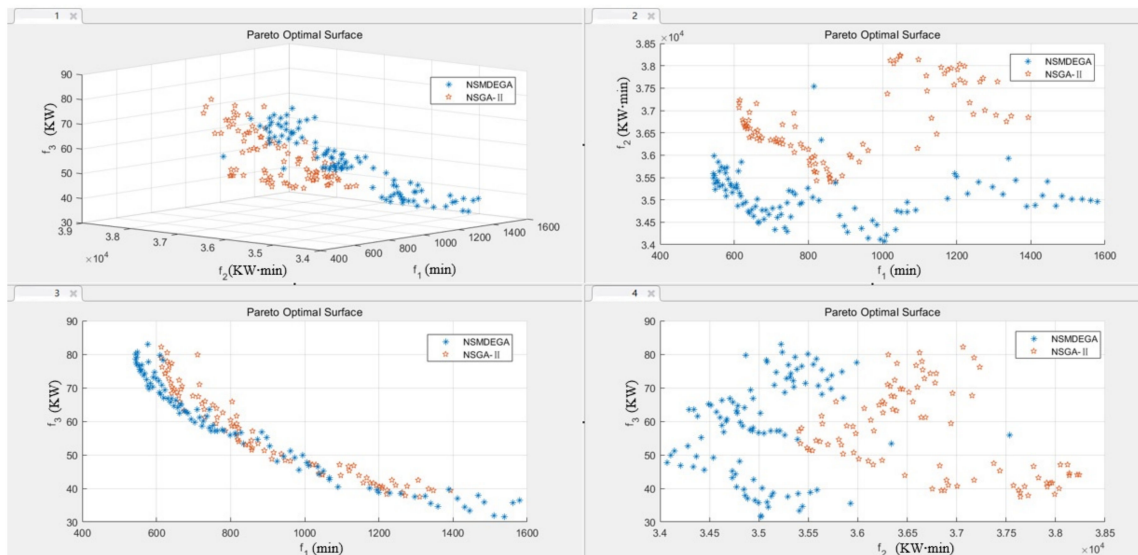 1
Pareto Optimal Surface
90
80
70
60
50
40
30
f3 (KW)
NSMDEGA
NSGA-II
3.9
3.8
3.7
3.6
3.5
3.4
×10^4
f2(KW·min)
400
600
800
1000
1200
1400
1600
f1 (min)
2
×10^4
Pareto Optimal Surface
3.85
3.8
3.75
3.7
3.65
3.6
3.55
3.5
3.45
3.4
f2 (KW·min)
NSMDEGA
NSGA-II
400 600 800 1000 1200 1400 1600
f1 (min)
3
Pareto Optimal Surface
90
80
70
60
50
40
30
f3 (KW)
NSMDEGA
NSGA-II
400 600 800 1000 1200 1400 1600
f1 (min)
4
Pareto Optimal Surface
90
80
70
60
50
40
30
f3 (KW)
NSMDEGA
NSGA-II
3.4 3.45 3.5 3.55 3.6 3.65 3.7 3.75 3.8 3.85
f2 (KW·min) ×10^4